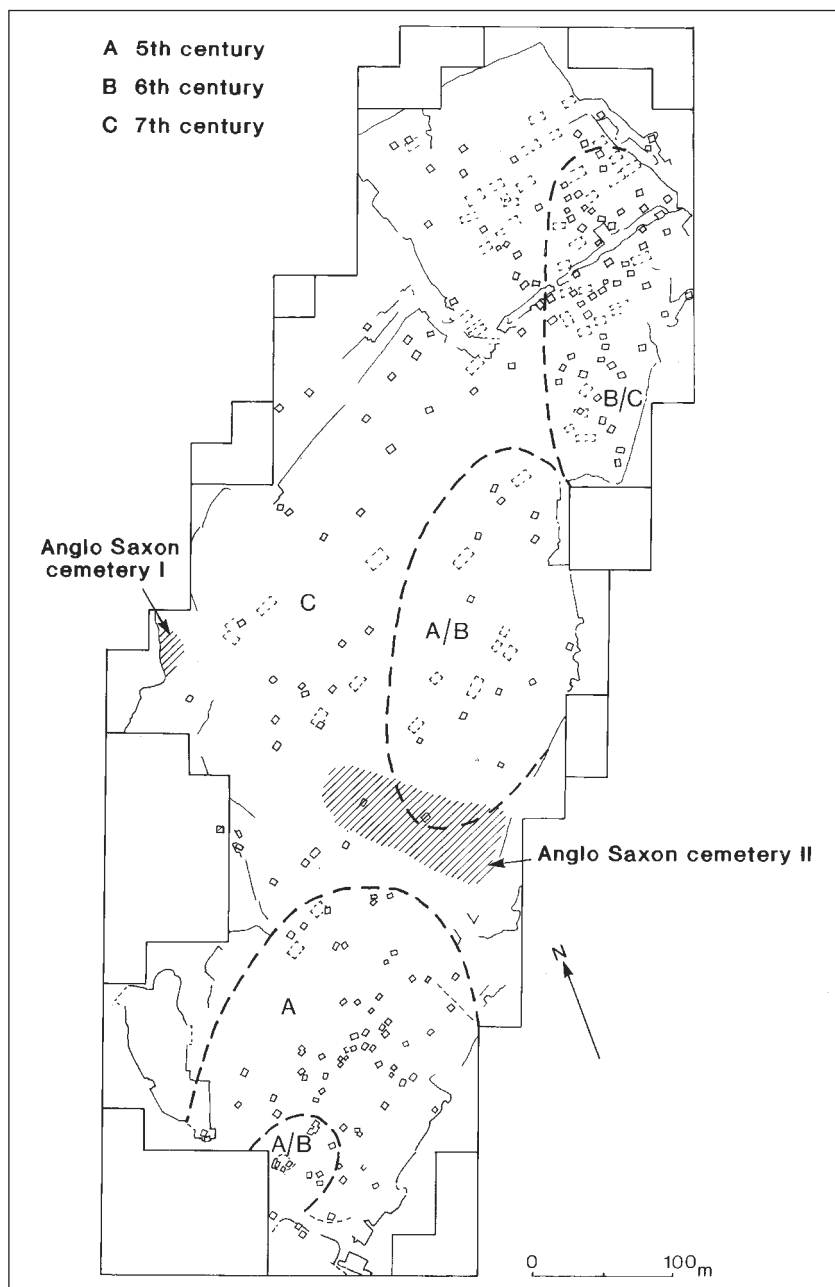 A 5th century
B 6th century
C 7th century
B/C
Anglo Saxon
cemetery I
C
A/B
Anglo Saxon cemetery II
N
A
A/B
0 100m